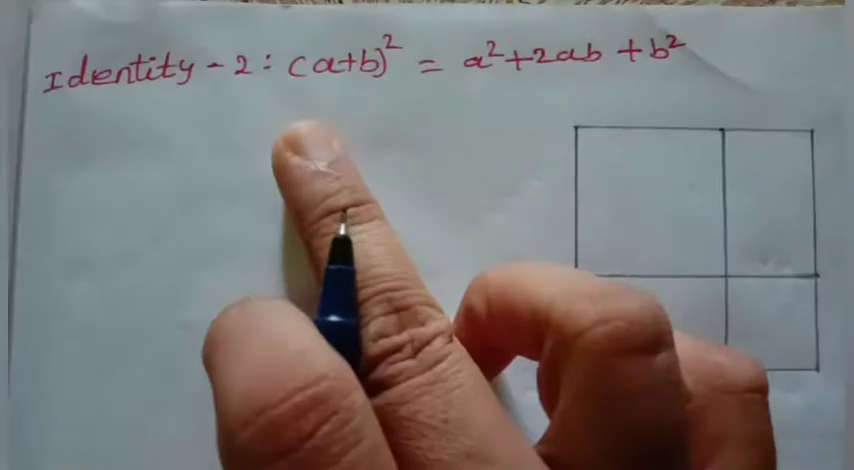 Identity - 2 : (a+b)² = a²+2ab+b²